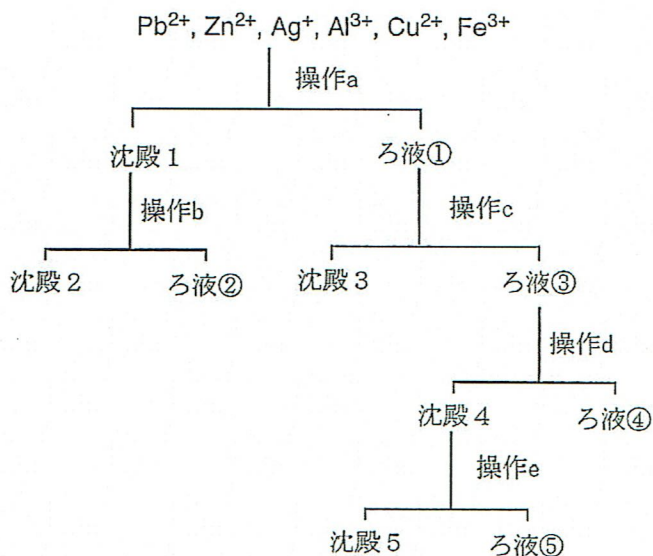 Pb²⁺, Zn²⁺, Ag⁺, Al³⁺, Cu²⁺, Fe³⁺
操作a
沈殿1 ろ液①
操作b 操作c
沈殿2 ろ液② 沈殿3 ろ液③
操作d
沈殿4 ろ液④
操作e
沈殿5 ろ液⑤